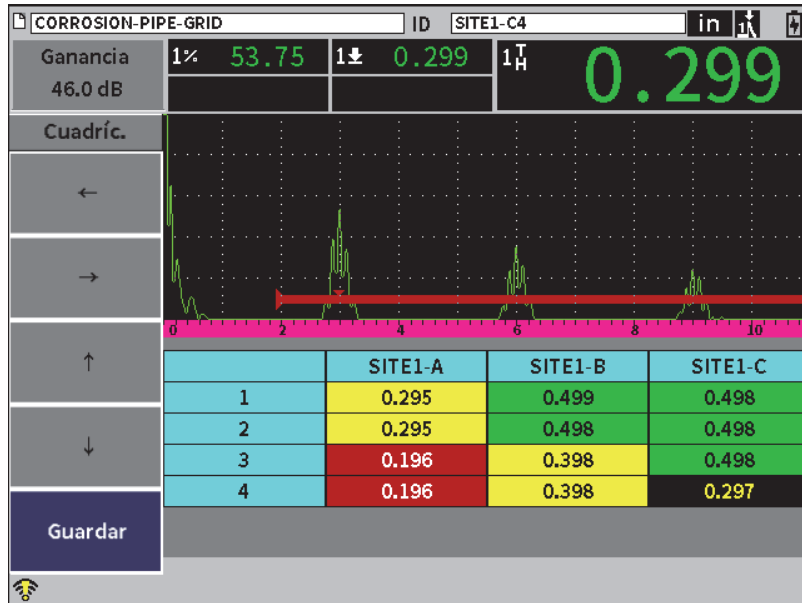 CORROSION-PIPE-GRID ID SITE1-C4 in
Ganancia 1% 53.75 1 0.299 1TH 0.299
46.0 dB
Cuadríc.
←
→
↑
↓
Guardar
0 2 4 6 8 10
SITE1-A SITE1-B SITE1-C
1 0.295 0.499 0.498
2 0.295 0.498 0.498
3 0.196 0.398 0.498
4 0.196 0.398 0.297